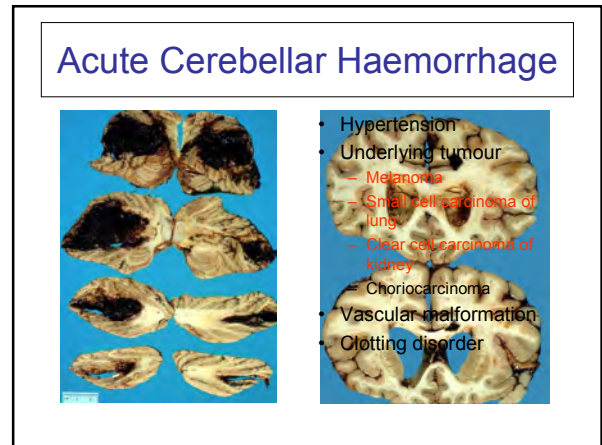 Acute Cerebellar Haemorrhage
• Hypertension
• Underlying tumour
– Melanoma
– Small cell carcinoma of
lung
– Clear cell carcinoma of
kidney
– Choriocarcinoma
• Vascular malformation
• Clotting disorder